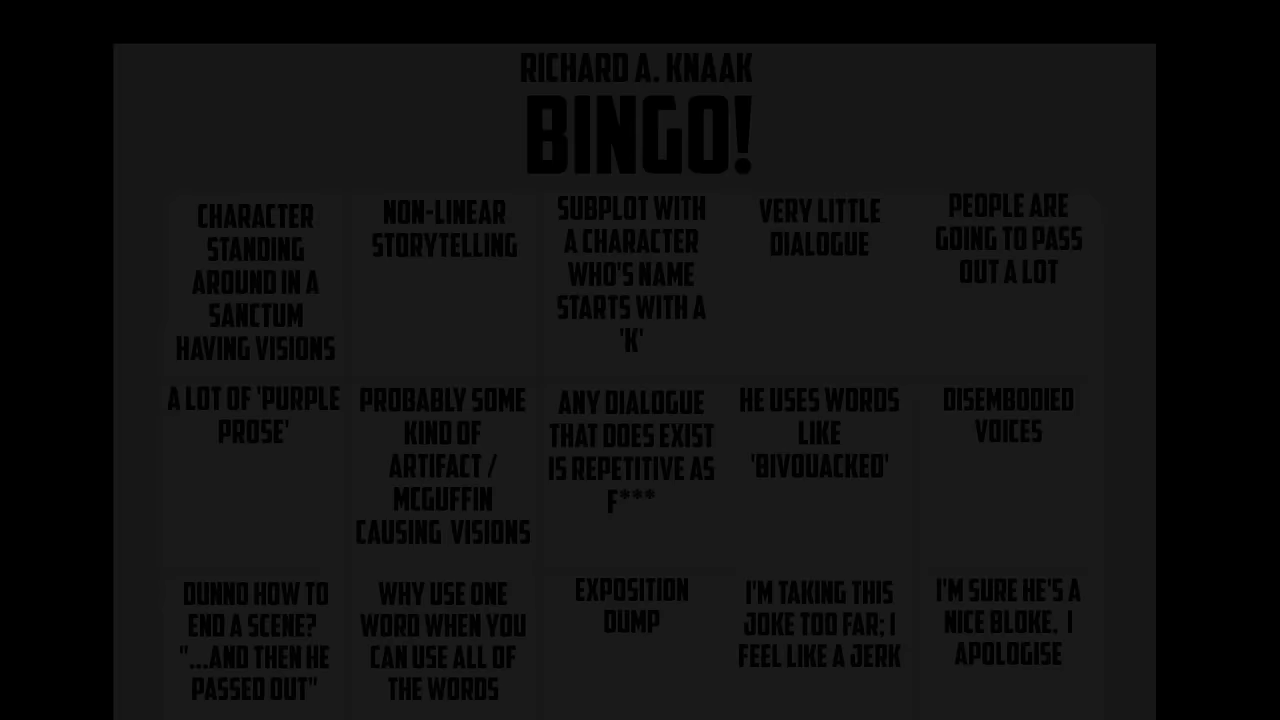 RICHARD A. KNAAK
BINGO!
CHARACTER
STANDING
AROUND IN A
SANCTUM
HAVING VISIONS
NON-LINEAR
STORYTELLING
SUBPLOT WITH
A CHARACTER
WHO'S NAME
STARTS WITH A
'K'
VERY LITTLE
DIALOGUE
PEOPLE ARE
GOING TO PASS
OUT A LOT
A LOT OF 'PURPLE
PROSE'
PROBABLY SOME
KIND OF
ARTIFACT /
MCGUFFIN
CAUSING VISIONS
ANY DIALOGUE
THAT DOES EXIST
IS REPETITIVE AS
F***
HE USES WORDS
LIKE
'BIVOUACKED'
DISEMBODIED
VOICES
DUNNO HOW TO
END A SCENE?
"...AND THEN HE
PASSED OUT"
WHY USE ONE
WORD WHEN YOU
CAN USE ALL OF
THE WORDS
EXPOSITION
DUMP
I'M TAKING THIS
JOKE TOO FAR; I
FEEL LIKE A JERK
I'M SURE HE'S A
NICE BLOKE, I
APOLOGISE